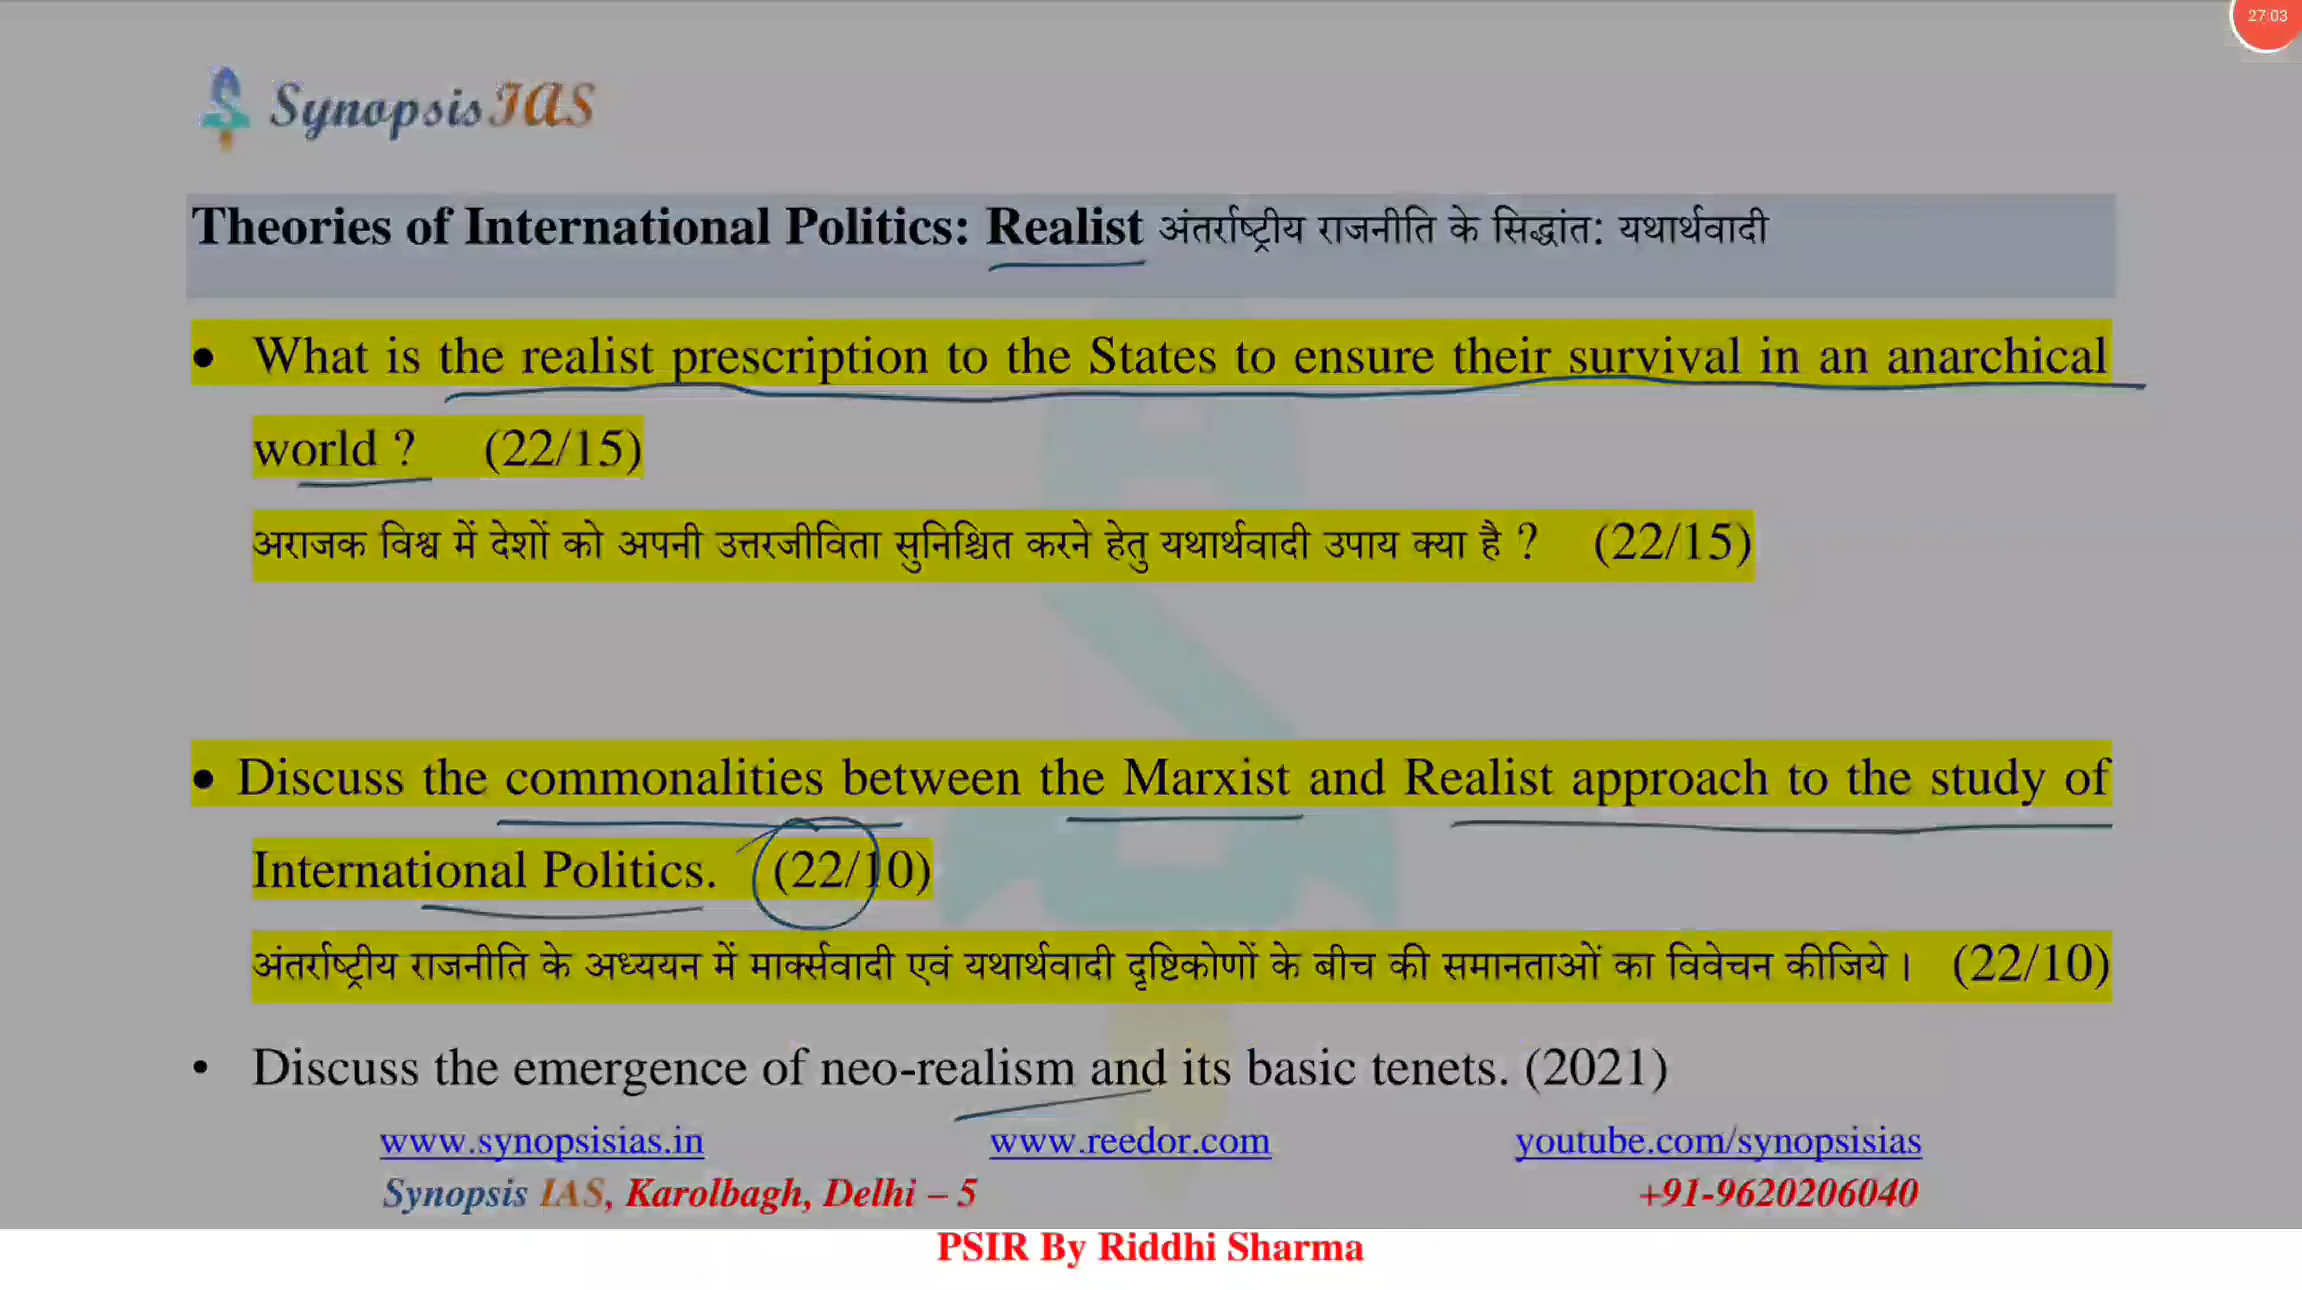 27:03
Synopsis IAS
Theories of International Politics: Realist अंतर्राष्ट्रीय राजनीति के सिद्धांत: यथार्थवादी
• What is the realist prescription to the States to ensure their survival in an anarchical
world ? (22/15)
अराजक विश्व में देशों को अपनी उत्तरजीविता सुनिश्चित करने हेतु यथार्थवादी उपाय क्या है ? (22/15)
• Discuss the commonalities between the Marxist and Realist approach to the study of
International Politics. (22/10)
अंतर्राष्ट्रीय राजनीति के अध्ययन में मार्क्सवादी एवं यथार्थवादी दृष्टिकोणों के बीच की समानताओं का विवेचन कीजिये। (22/10)
• Discuss the emergence of neo-realism and its basic tenets. (2021)
www.synopsisias.in www.reedor.com youtube.com/synopsisias
Synopsis IAS, Karolbagh, Delhi – 5 +91-9620206040
PSIR By Riddhi Sharma